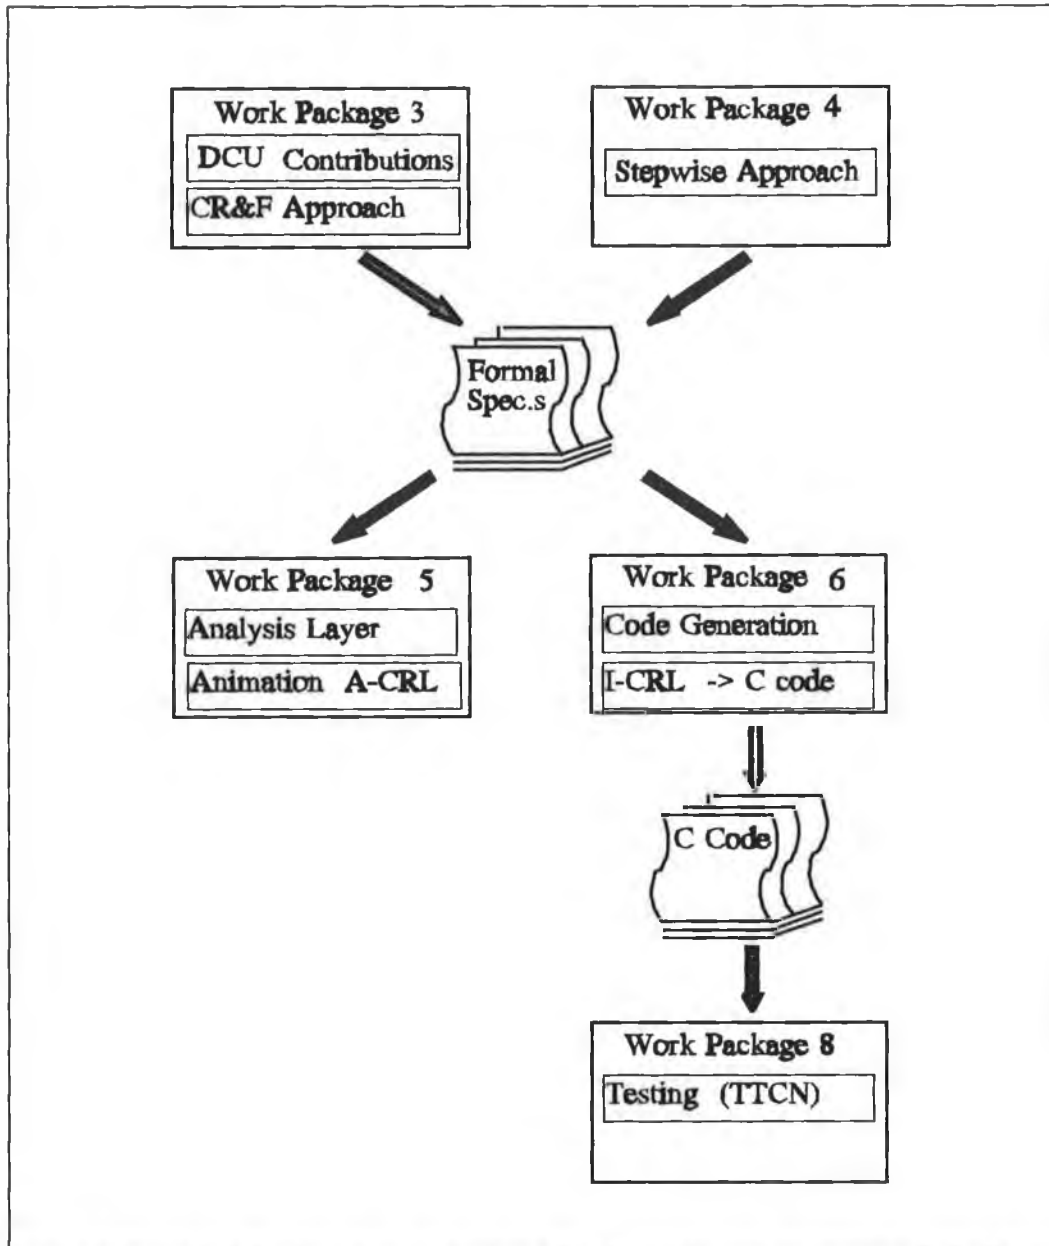 Work Package 3
DCU Contributions
CR&F Approach
Work Package 4
Stepwise Approach
Formal
Spec.s
Work Package 5
Analysis Layer
Animation A-CRL
Work Package 6
Code Generation
I-CRL -> C code
C Code
Work Package 8
Testing (TTCN)